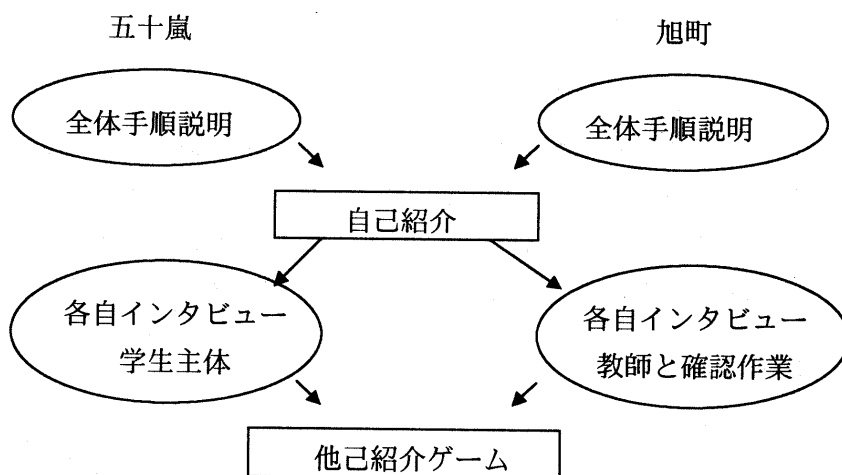 五十嵐
旭町
全体手順説明
全体手順説明
自己紹介
各自インタビュー
学生主体
各自インタビュー
教師と確認作業
他己紹介ゲーム